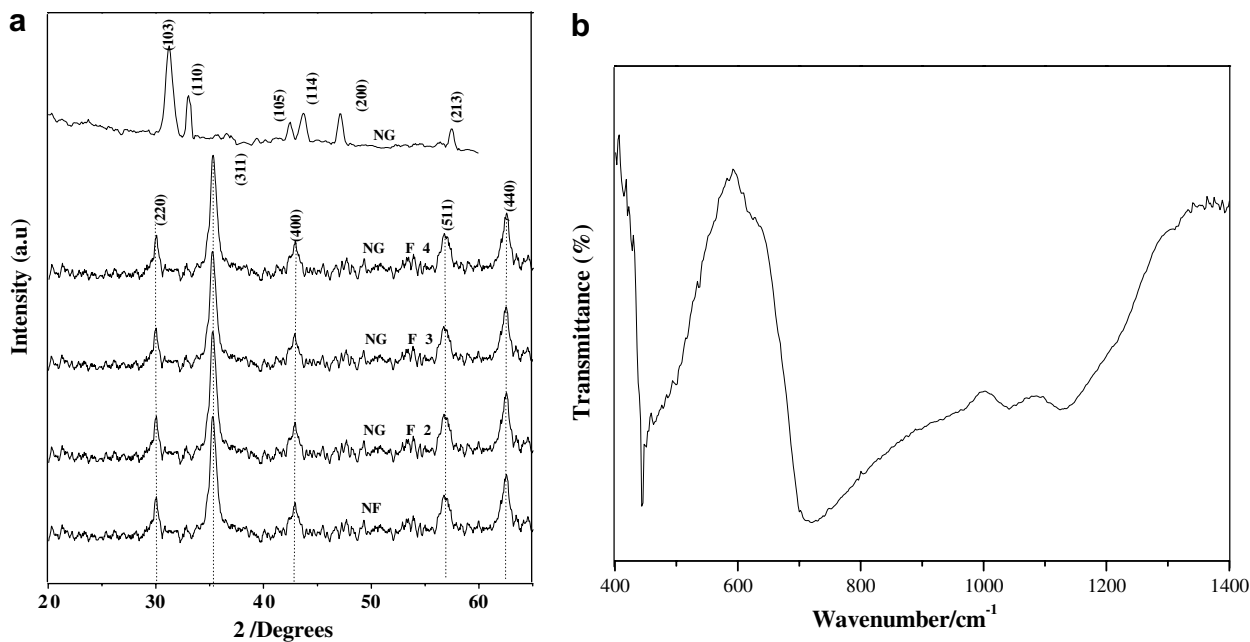 a
(103)
(110)
(105)
(114)
(200)
(213)
NG
(311)
(220)
(400)
(511)
(440)
NG F 4
NG F 3
NG F 2
NF
Intensity (a.u)
20 30 40 50 60
2 /Degrees
b
Transmittance (%)
400 600 800 1000 1200 1400
Wavenumber/cm-1